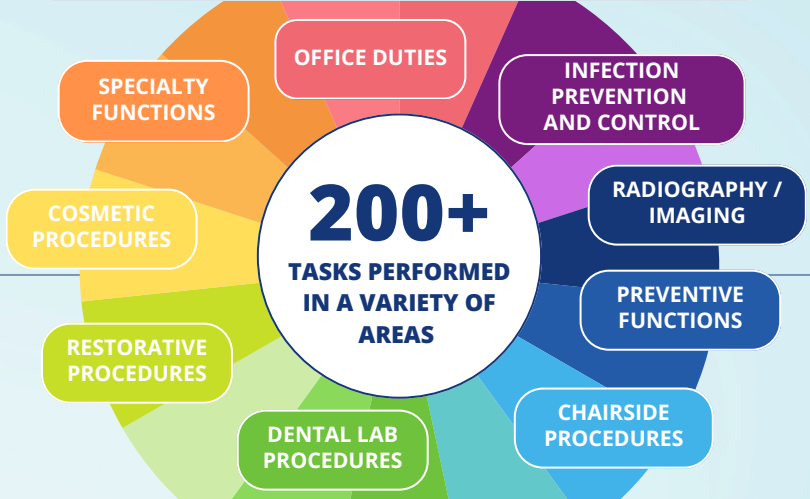 OFFICE DUTIES
INFECTION
PREVENTION
AND CONTROL
RADIOGRAPHY /
IMAGING
PREVENTIVE
FUNCTIONS
CHAIRSIDE
PROCEDURES
DENTAL LAB
PROCEDURES
RESTORATIVE
PROCEDURES
COSMETIC
PROCEDURES
SPECIALTY
FUNCTIONS
200+
TASKS PERFORMED
IN A VARIETY OF
AREAS